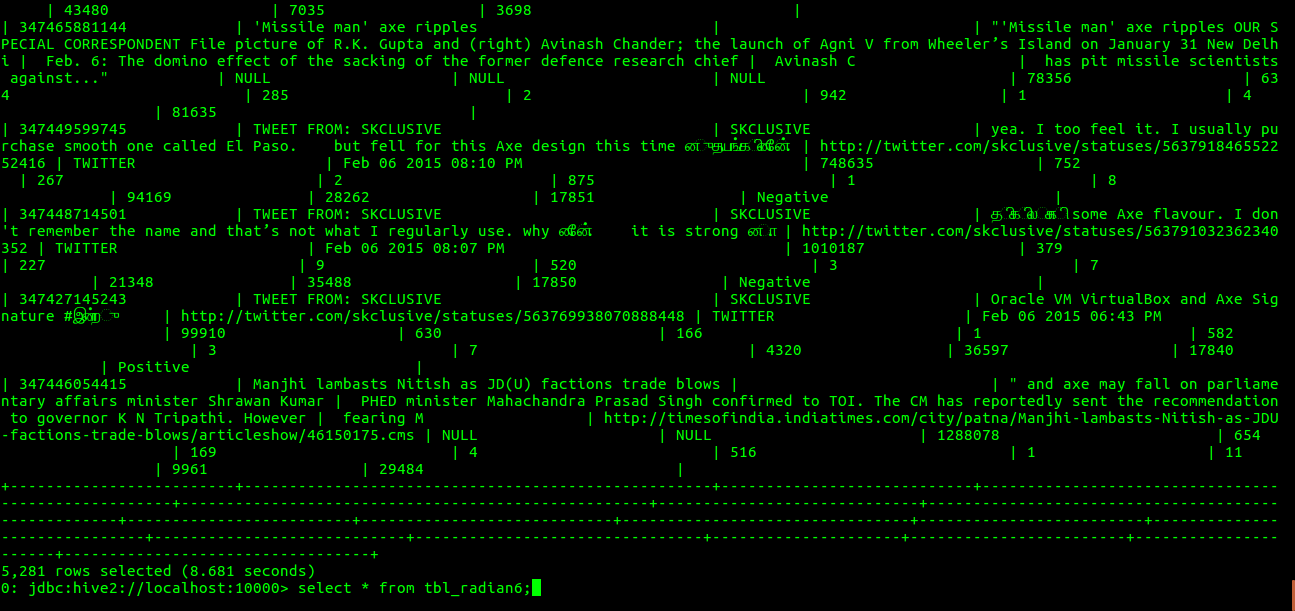 | 43480 | 7035 | 3698 |
| 347465881144 | 'Missile man' axe ripples | | "'Missile man' axe ripples OUR S
PECIAL CORRESPONDENT File picture of R.K. Gupta and (right) Avinash Chander; the launch of Agni V from Wheeler’s Island on January 31 New Delh
i | Feb. 6: The domino effect of the sacking of the former defence research chief | Avinash C | has pit missile scientists
against..." | NULL | NULL | NULL | 78356 | 63
4 | 285 | 2 | 942 | 1 | 4
| 81635 |
| 347449599745 | TWEET FROM: SKCLUSIVE | SKCLUSIVE | yea. I too feel it. I usually pu
rchase smooth one called El Paso. but fell for this Axe design this time | http://twitter.com/skclusive/statuses/5637918465522
52416 | TWITTER | Feb 06 2015 08:10 PM | 748635 | 752
| 267 | 2 | 875 | 1 | 8
| 94169 | 28262 | 17851 | Negative |
| 347448714501 | TWEET FROM: SKCLUSIVE | SKCLUSIVE | some Axe flavour. I don
't remember the name and that’s not what I regularly use. why it is strong | http://twitter.com/skclusive/statuses/563791032362340
352 | TWITTER | Feb 06 2015 08:07 PM | 1010187 | 379
| 227 | 9 | 520 | 3 | 7
| 21348 | 35488 | 17850 | Negative |
| 347427145243 | TWEET FROM: SKCLUSIVE | SKCLUSIVE | Oracle VM VirtualBox and Axe Sig
nature # | http://twitter.com/skclusive/statuses/563769938070888448 | TWITTER | Feb 06 2015 06:43 PM
| 99910 | 630 | 166 | 1 | 582
| 3 | 7 | 4320 | 36597 | 17840
| Positive |
| 347446054415 | Manjhi lambasts Nitish as JD(U) factions trade blows | | " and axe may fall on parliame
ntary affairs minister Shrawan Kumar | PHED minister Mahachandra Prasad Singh confirmed to TOI. The CM has reportedly sent the recommendation
to governor K N Tripathi. However | fearing M | http://timesofindia.indiatimes.com/city/patna/Manjhi-lambasts-Nitish-as-JDU
-factions-trade-blows/articleshow/46150175.cms | NULL | NULL | 1288078 | 654
| 169 | 4 | 516 | 1 | 11
| 9961 | 29484 |
5,281 rows selected (8.681 seconds)
0: jdbc:hive2://localhost:10000> select * from tbl_radian6;